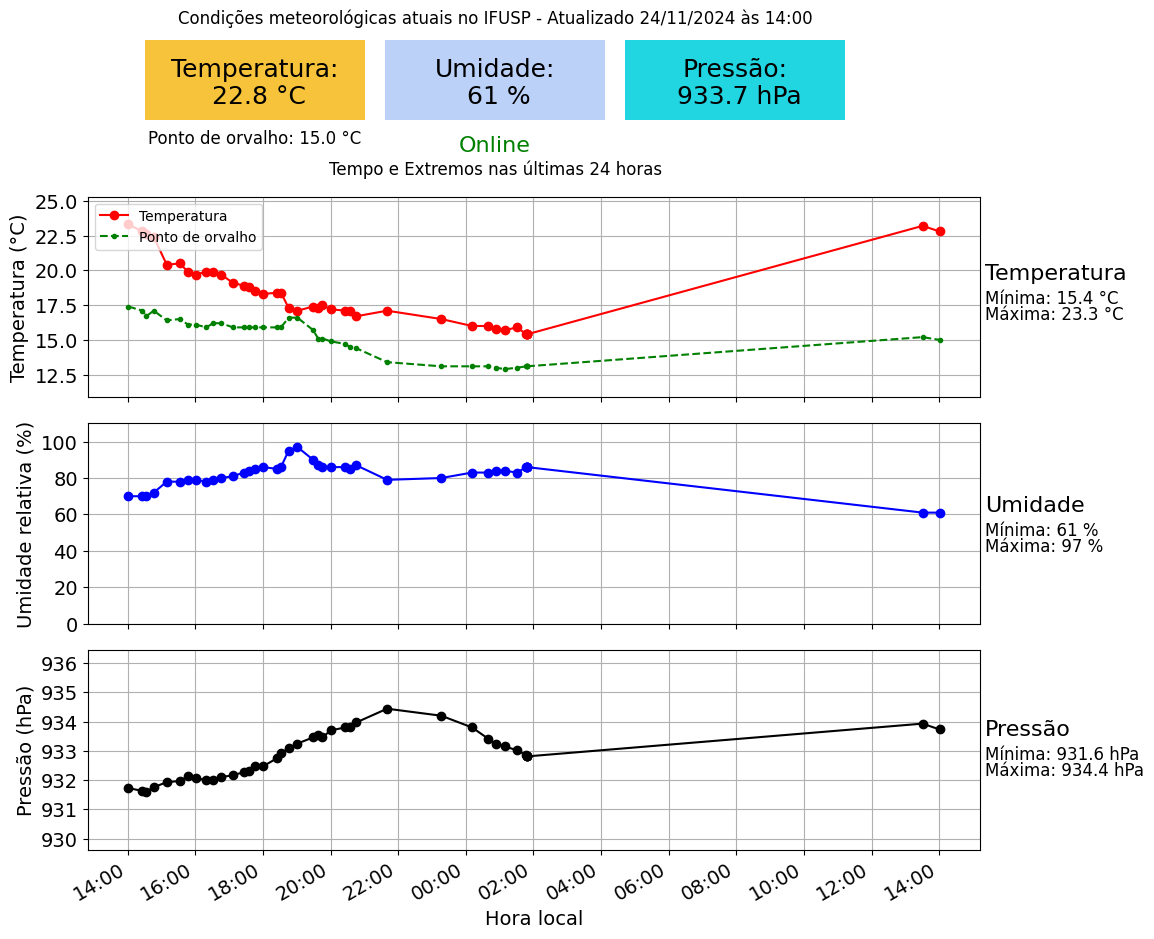 Condições meteorológicas atuais no IFUSP - Atualizado 24/11/2024 às 14:00
Temperatura:
22.8 °C
Umidade:
61 %
Pressão:
933.7 hPa
Ponto de orvalho: 15.0 °C
Online
Tempo e Extremos nas últimas 24 horas
Temperatura (°C)
25.0
22.5
20.0
17.5
15.0
12.5
Temperatura
Ponto de orvalho
Temperatura
Mínima: 15.4 °C
Máxima: 23.3 °C
Umidade relativa (%)
100
80
60
40
20
0
Umidade
Mínima: 61 %
Máxima: 97 %
Pressão (hPa)
936
935
934
933
932
931
930
Pressão
Mínima: 931.6 hPa
Máxima: 934.4 hPa
14:00
16:00
18:00
20:00
22:00
00:00
02:00
04:00
06:00
08:00
10:00
12:00
14:00
Hora local